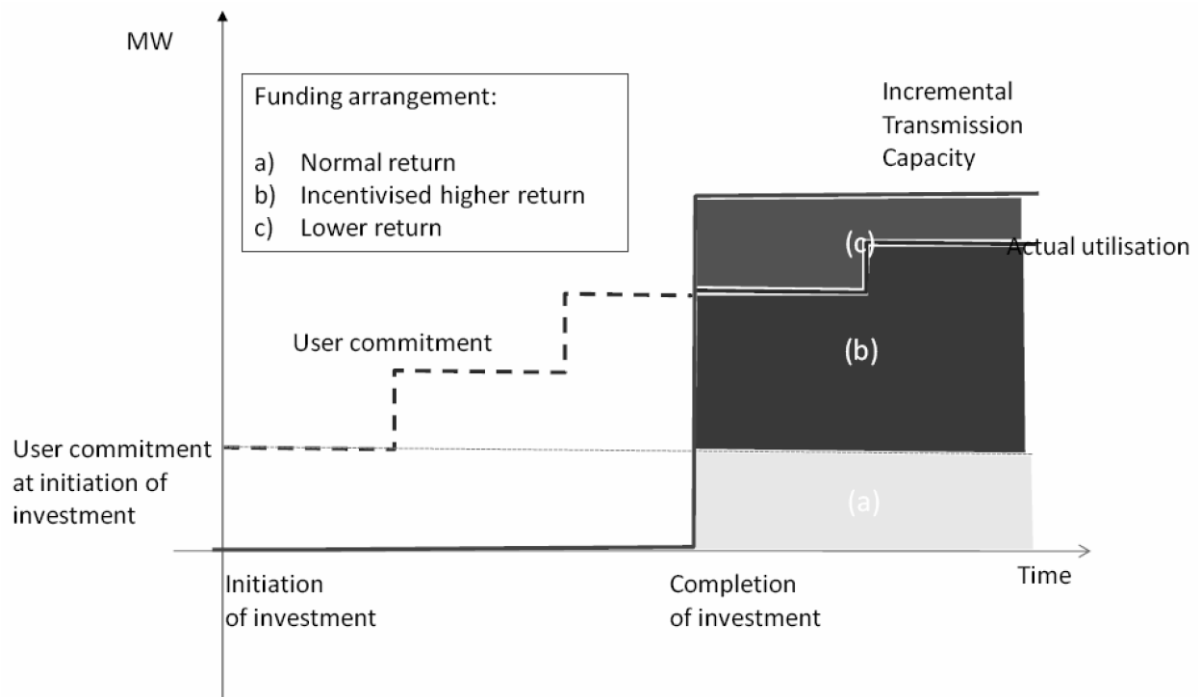 MW
Funding arrangement:
a) Normal return
b) Incentivised higher return
c) Lower return
Incremental
Transmission
Capacity
(c)
Actual utilisation
User commitment
(b)
User commitment
at initiation of
investment
(a)
Initiation
of investment
Completion
of investment
Time